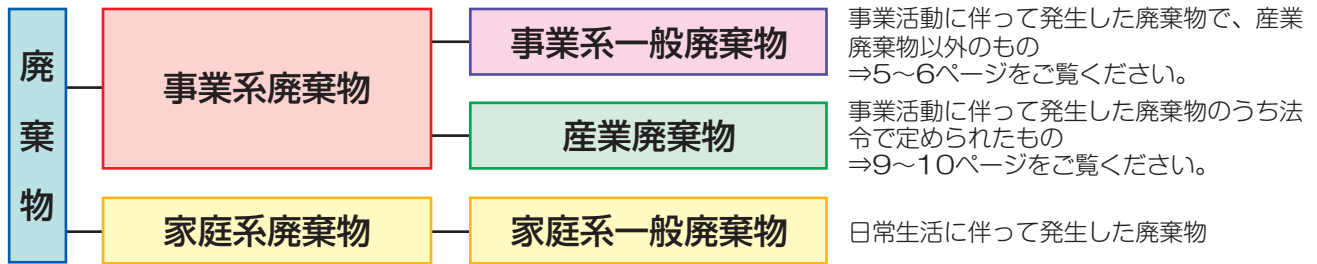 廃棄物
事業系廃棄物
事業系一般廃棄物
事業活動に伴って発生した廃棄物で、産業
廃棄物以外のもの
⇒5〜6ページをご覧ください。
産業廃棄物
事業活動に伴って発生した廃棄物のうち法
令で定められたもの
⇒9〜10ページをご覧ください。
家庭系廃棄物
家庭系一般廃棄物
日常生活に伴って発生した廃棄物